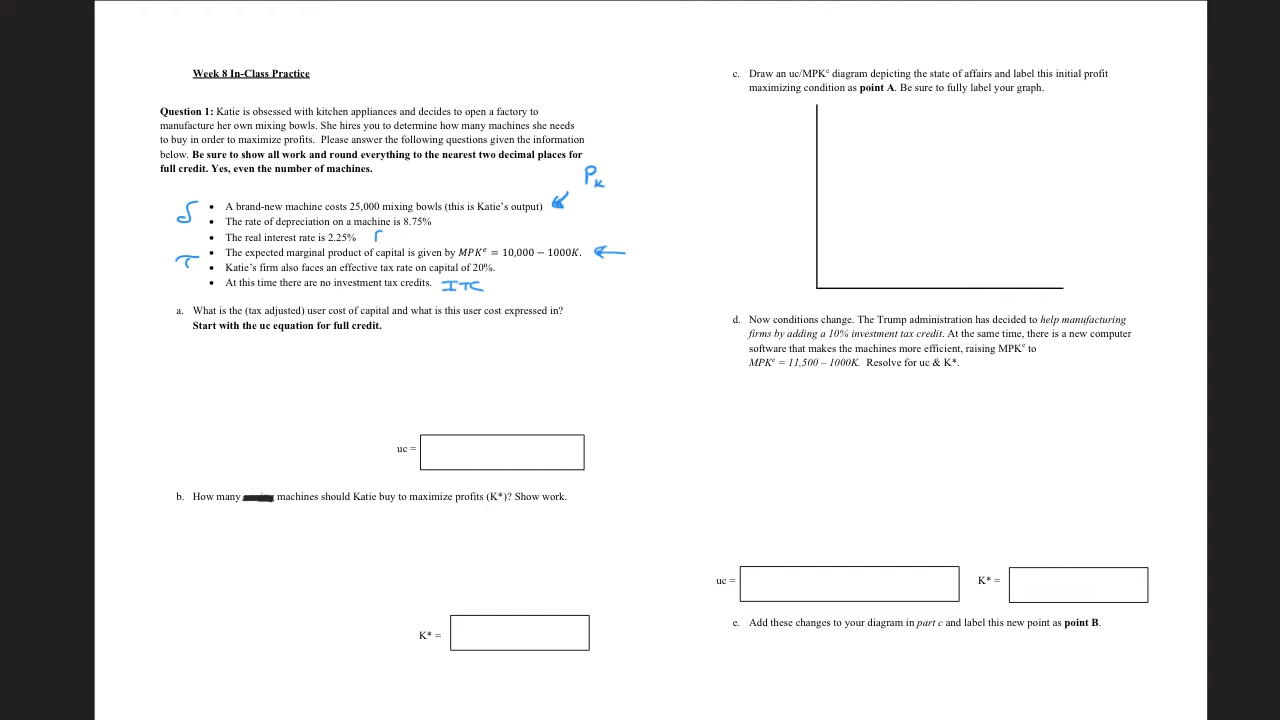 Week 8 In-Class Practice
Question 1: Katie is obsessed with kitchen appliances and decides to open a factory to
manufacture her own mixing bowls. She hires you to determine how many machines she needs
to buy in order to maximize profits. Please answer the following questions given the information
below. Be sure to show all work and round everything to the nearest two decimal places for
full credit. Yes, even the number of machines.
P_K
• A brand-new machine costs 25,000 mixing bowls (this is Katie's output)
δ • The rate of depreciation on a machine is 8.75%
• The real interest rate is 2.25% r
• The expected marginal product of capital is given by MPKᵉ = 10,000 − 1000K.
τ • Katie's firm also faces an effective tax rate on capital of 20%.
• At this time there are no investment tax credits. ITC
a. What is the (tax adjusted) user cost of capital and what is this user cost expressed in?
Start with the uc equation for full credit.
uc =
b. How many machines should Katie buy to maximize profits (K*)? Show work.
K* =
c. Draw an uc/MPKᵉ diagram depicting the state of affairs and label this initial profit
maximizing condition as point A. Be sure to fully label your graph.
d. Now conditions change. The Trump administration has decided to help manufacturing
firms by adding a 10% investment tax credit. At the same time, there is a new computer
software that makes the machines more efficient, raising MPKᵉ to
MPKᵉ = 11,500 – 1000K. Resolve for uc & K*.
uc = K* =
e. Add these changes to your diagram in part c and label this new point as point B.